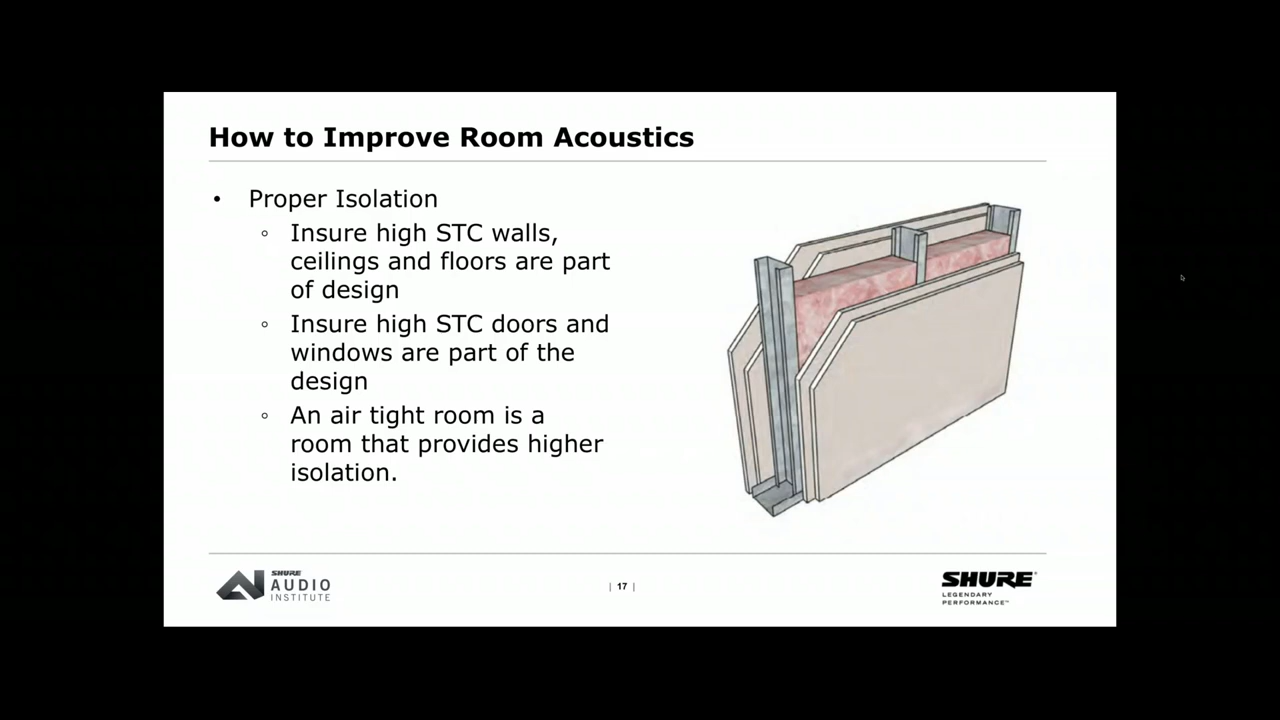 How to Improve Room Acoustics
• Proper Isolation
◦ Insure high STC walls,
ceilings and floors are part
of design
◦ Insure high STC doors and
windows are part of the
design
◦ An air tight room is a
room that provides higher
isolation.
SHURE
AUDIO
INSTITUTE
| 17 |
SHURE®
LEGENDARY
PERFORMANCE™